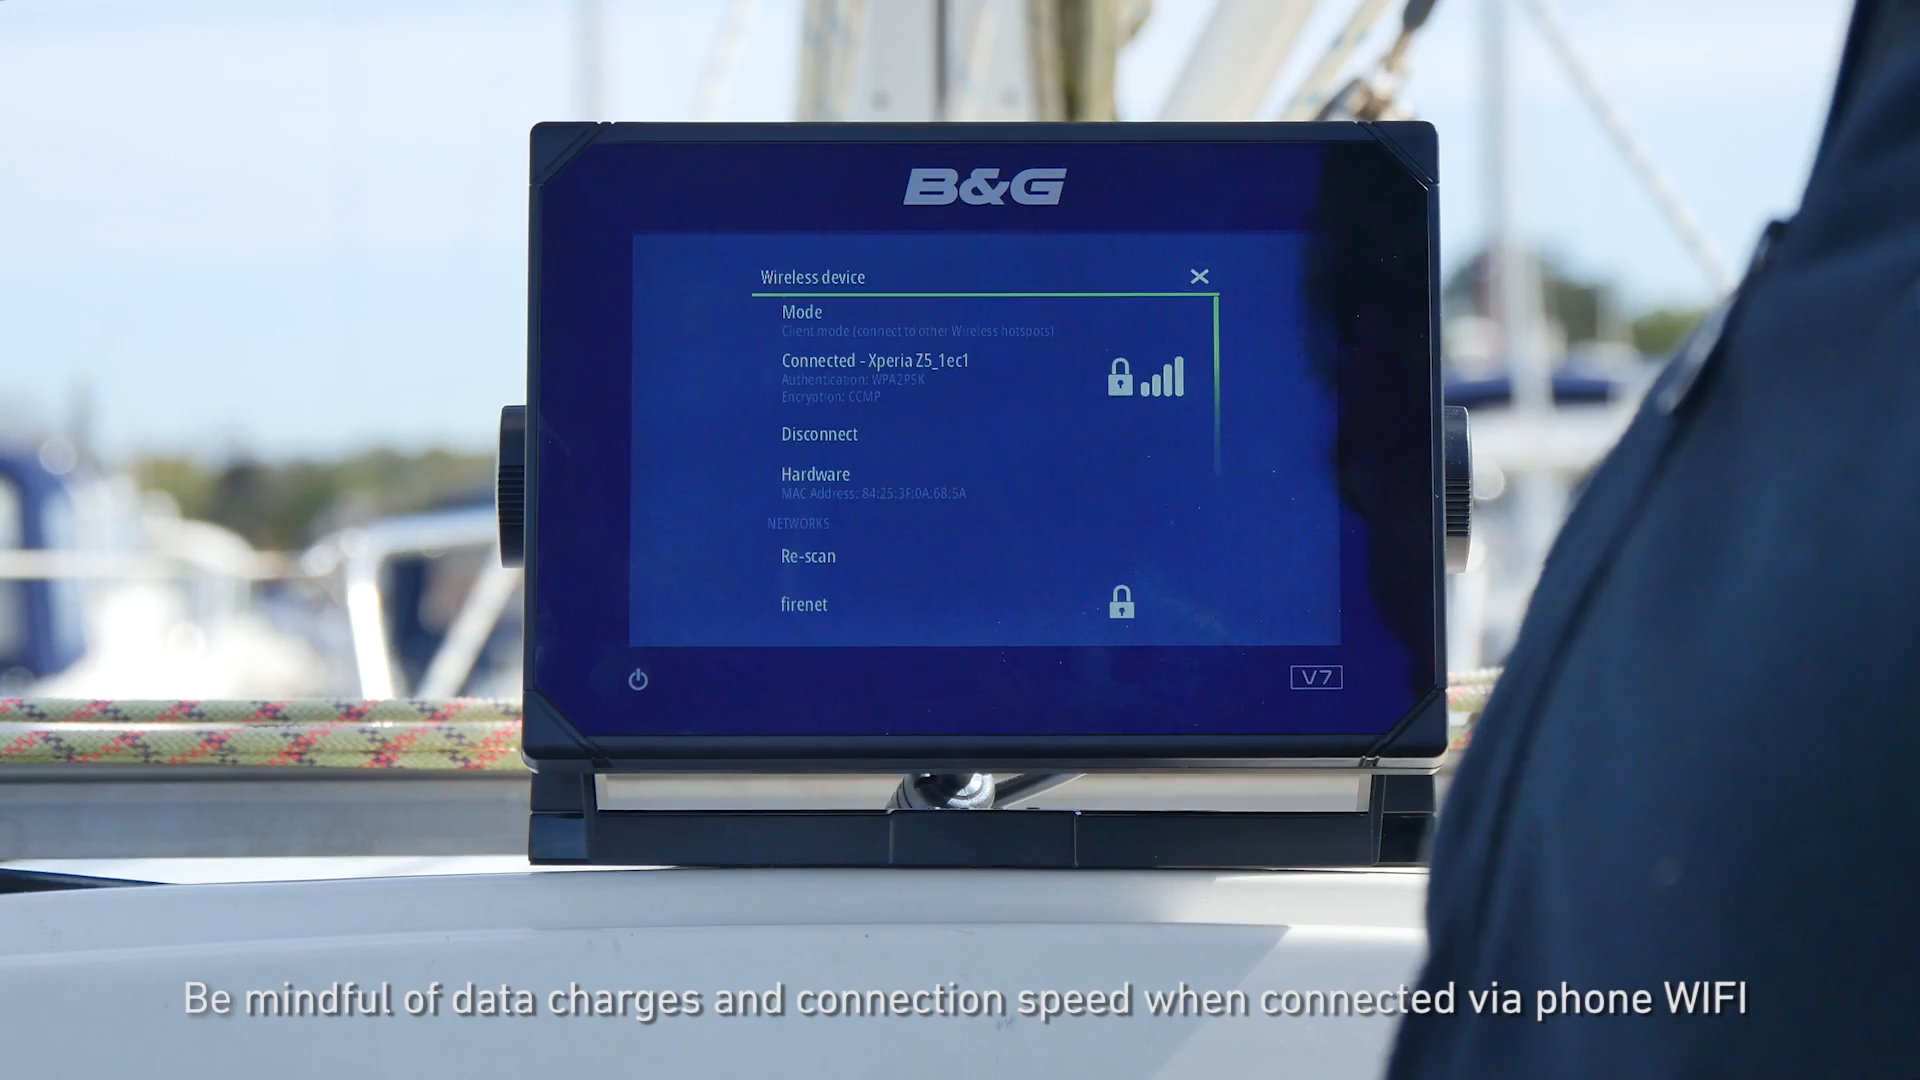 B&G
Wireless device
Mode
Client mode (connect to other Wireless hotspots)
Connected - Xperia Z5_1ec1
Authentication: WPA2PSK
Encryption: CCMP
Disconnect
Hardware
MAC Address: 84:25:3F:0A:68:5A
NETWORKS
Re-scan
firenet
V7
Be mindful of data charges and connection speed when connected via phone WIFI